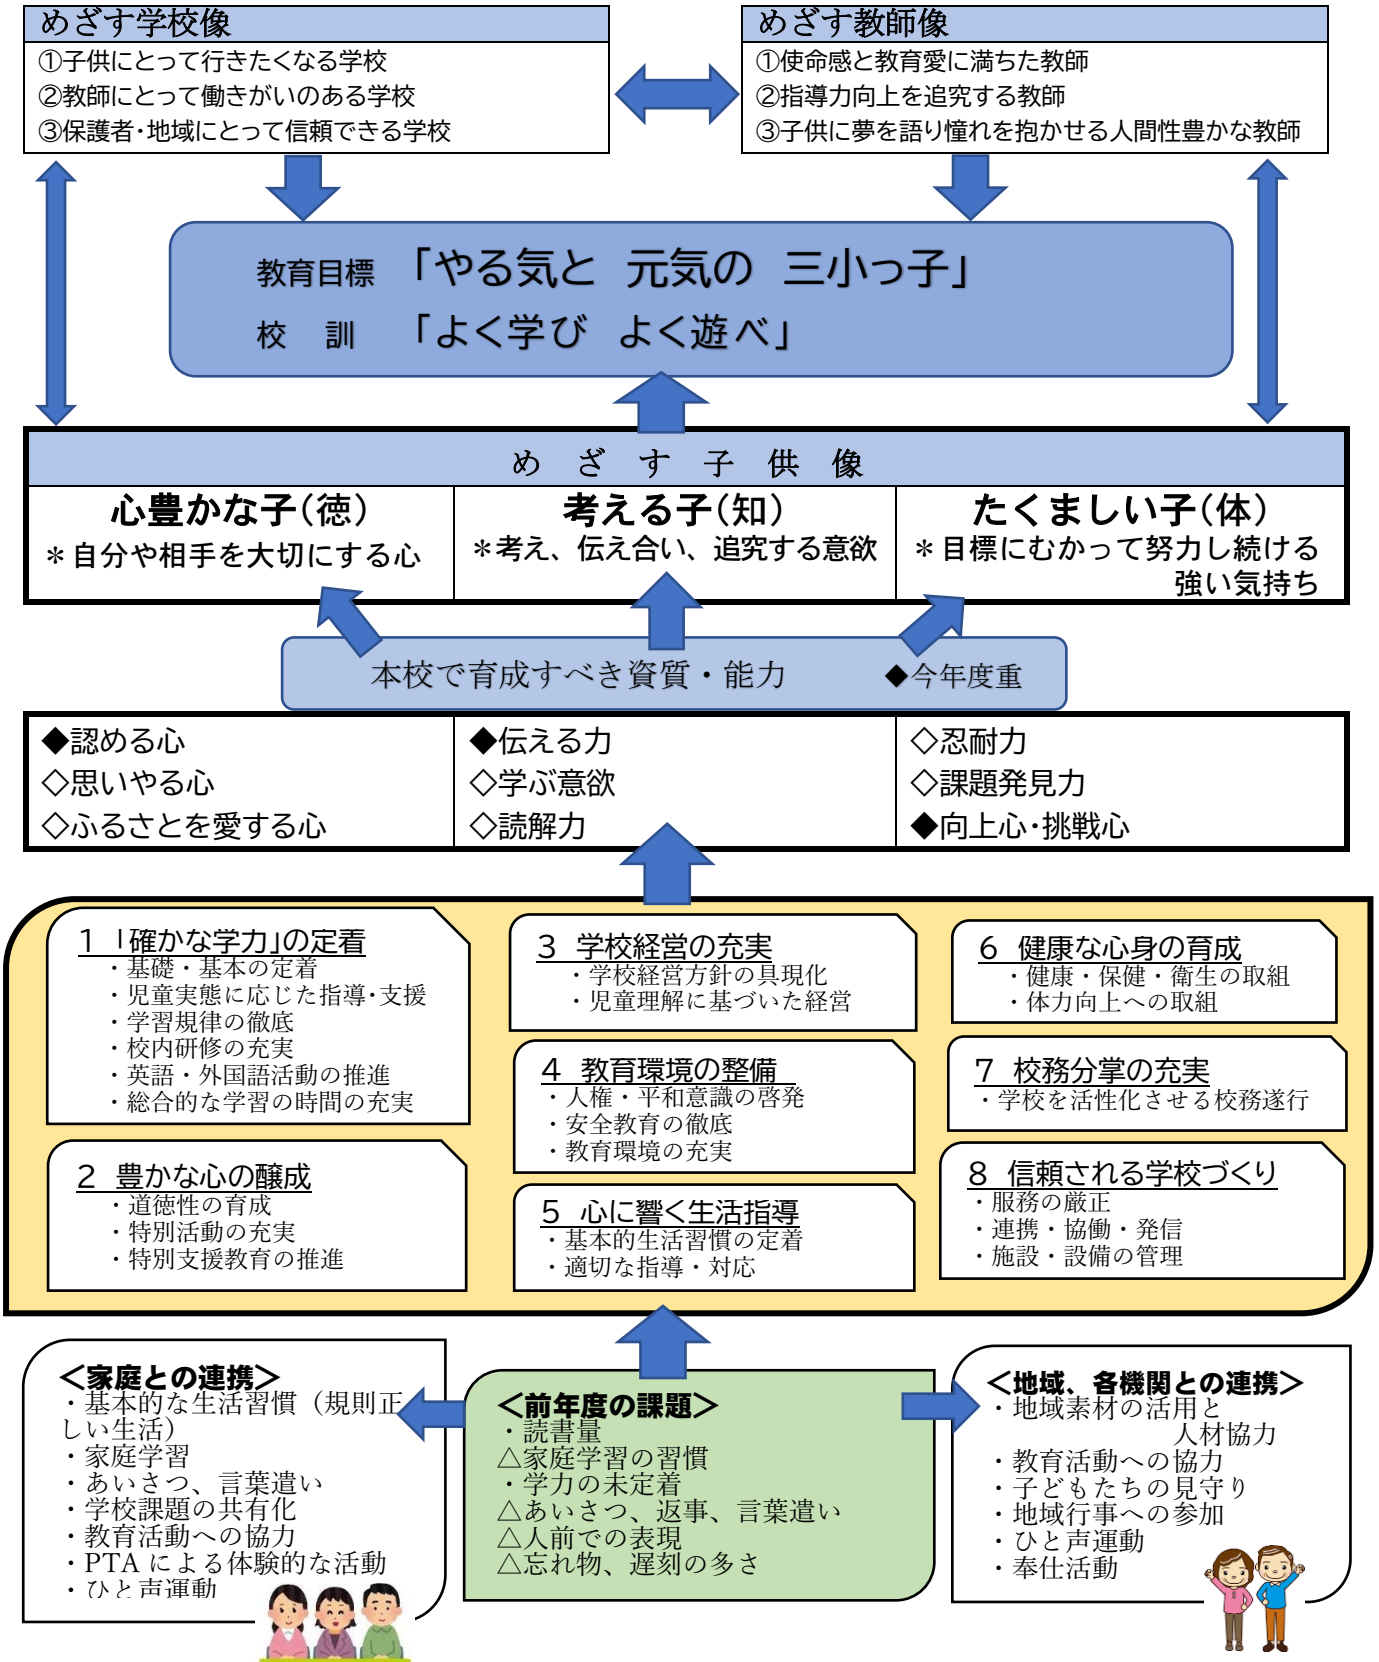 めざす学校像
①子供にとって行きたくなる学校
②教師にとって働きがいのある学校
③保護者・地域にとって信頼できる学校
めざす教師像
①使命感と教育愛に満ちた教師
②指導力向上を追究する教師
③子供に夢を語り憧れを抱かせる人間性豊かな教師
教育目標 「やる気と 元気の 三小っ子」
校 訓 「よく学び よく遊べ」
め ざ す 子 供 像
心豊かな子(徳)
＊自分や相手を大切にする心
考える子(知)
＊考え、伝え合い、追究する意欲
たくましい子(体)
＊目標にむかって努力し続ける
強い気持ち
本校で育成すべき資質・能力 ◆今年度重
◆認める心
◇思いやる心
◇ふるさとを愛する心
◆伝える力
◇学ぶ意欲
◇読解力
◇忍耐力
◇課題発見力
◆向上心・挑戦心
１ 「確かな学力」の定着
・基礎・基本の定着
・児童実態に応じた指導・支援
・学習規律の徹底
・校内研修の充実
・英語・外国語活動の推進
・総合的な学習の時間の充実
２ 豊かな心の醸成
・道徳性の育成
・特別活動の充実
・特別支援教育の推進
３ 学校経営の充実
・学校経営方針の具現化
・児童理解に基づいた経営
４ 教育環境の整備
・人権・平和意識の啓発
・安全教育の徹底
・教育環境の充実
５ 心に響く生活指導
・基本的生活習慣の定着
・適切な指導・対応
６ 健康な心身の育成
・健康・保健・衛生の取組
・体力向上への取組
７ 校務分掌の充実
・学校を活性化させる校務遂行
８ 信頼される学校づくり
・服務の厳正
・連携・協働・発信
・施設・設備の管理
＜家庭との連携＞
・基本的な生活習慣（規則正
しい生活）
・家庭学習
・あいさつ、言葉遣い
・学校課題の共有化
・教育活動への協力
・PTA による体験的な活動
・ひと声運動
＜前年度の課題＞
・読書量
△家庭学習の習慣
・学力の未定着
△あいさつ、返事、言葉遣い
△人前での表現
△忘れ物、遅刻の多さ
＜地域、各機関との連携＞
・地域素材の活用と
人材協力
・教育活動への協力
・子どもたちの見守り
・地域行事への参加
・ひと声運動
・奉仕活動